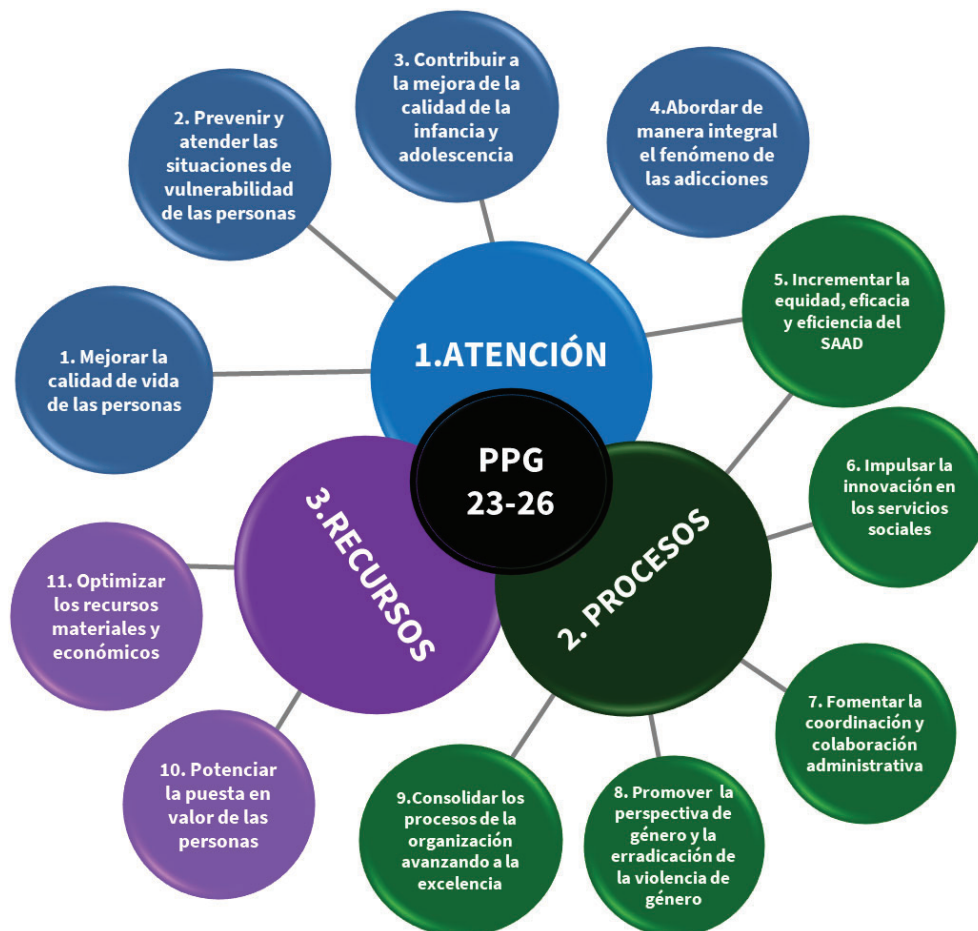 PPG
23-26
1.ATENCIÓN
1. Mejorar la
calidad de vida
de las personas
2. Prevenir y
atender las
situaciones de
vulnerabilidad
de las personas
3. Contribuir a
la mejora de la
calidad de la
infancia y
adolescencia
4.Abordar de
manera integral
el fenómeno de
las adicciones
2. PROCESOS
5. Incrementar la
equidad, eficacia
y eficiencia del
SAAD
6. Impulsar la
innovación en
los servicios
sociales
7. Fomentar la
coordinación y
colaboración
administrativa
8. Promover la
perspectiva de
género y la
erradicación de
la violencia de
género
9.Consolidar los
procesos de la
organización
avanzando a la
excelencia
3.RECURSOS
10. Potenciar
la puesta en
valor de las
personas
11. Optimizar
los recursos
materiales y
económicos